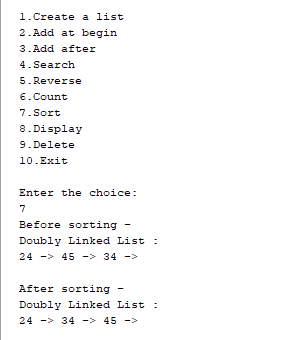 1.Create a list
2.Add at begin
3.Add after
4.Search
5.Reverse
6.Count
7.Sort
8.Display
9.Delete
10.Exit
Enter the choice:
7
Before sorting -
Doubly Linked List :
24 -> 45 -> 34 ->
After sorting -
Doubly Linked List :
24 -> 34 -> 45 ->